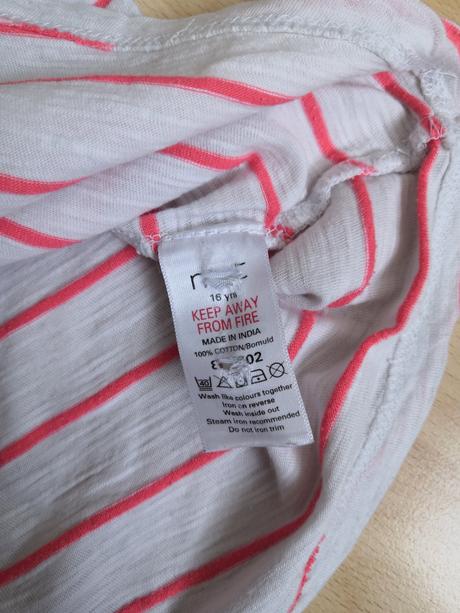 16 yrs
KEEP AWAY
FROM FIRE
MADE IN INDIA
100% COTTON/Bomuld
40
Wash like colours together
Iron on reverse
Wash inside out
Steam iron recommended
Do not iron trim